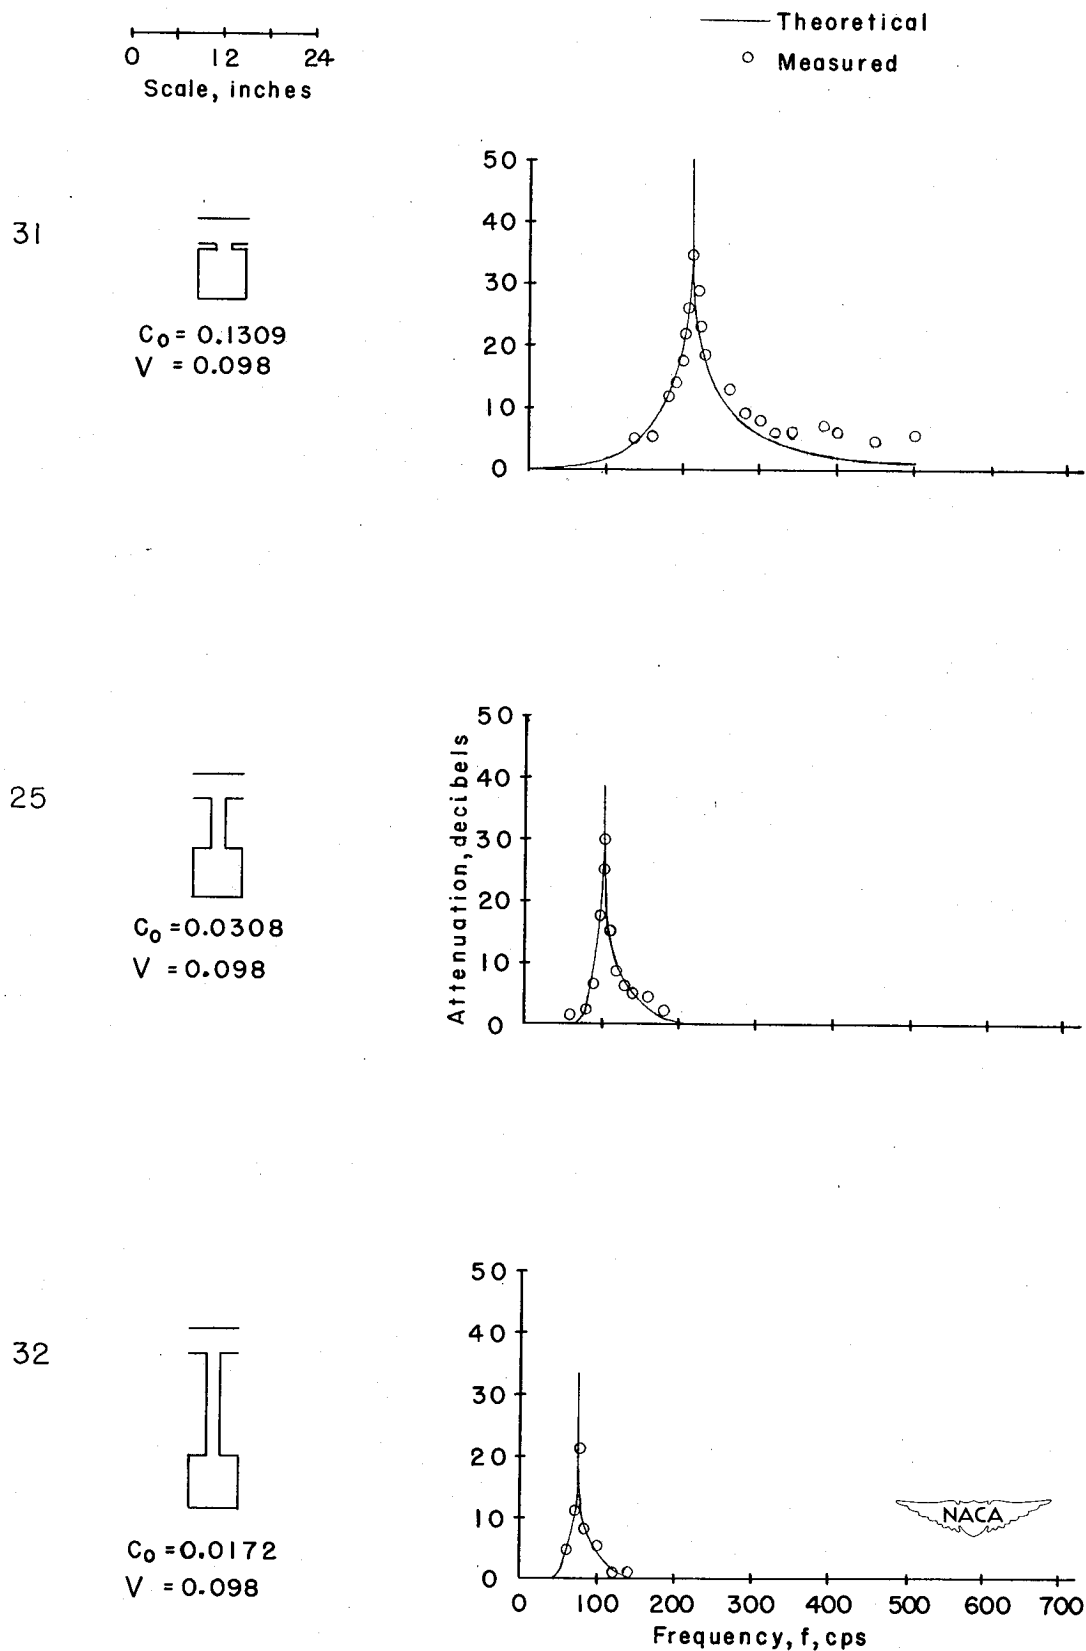 0 12 24
Scale, inches
Theoretical
Measured
31
C₀ = 0.1309
V = 0.098
50
40
30
20
10
0
25
C₀ = 0.0308
V = 0.098
Attenuation, decibels
50
40
30
20
10
0
32
C₀ = 0.0172
V = 0.098
50
40
30
20
10
0
0 100 200 300 400 500 600 700
Frequency, f, cps
NACA